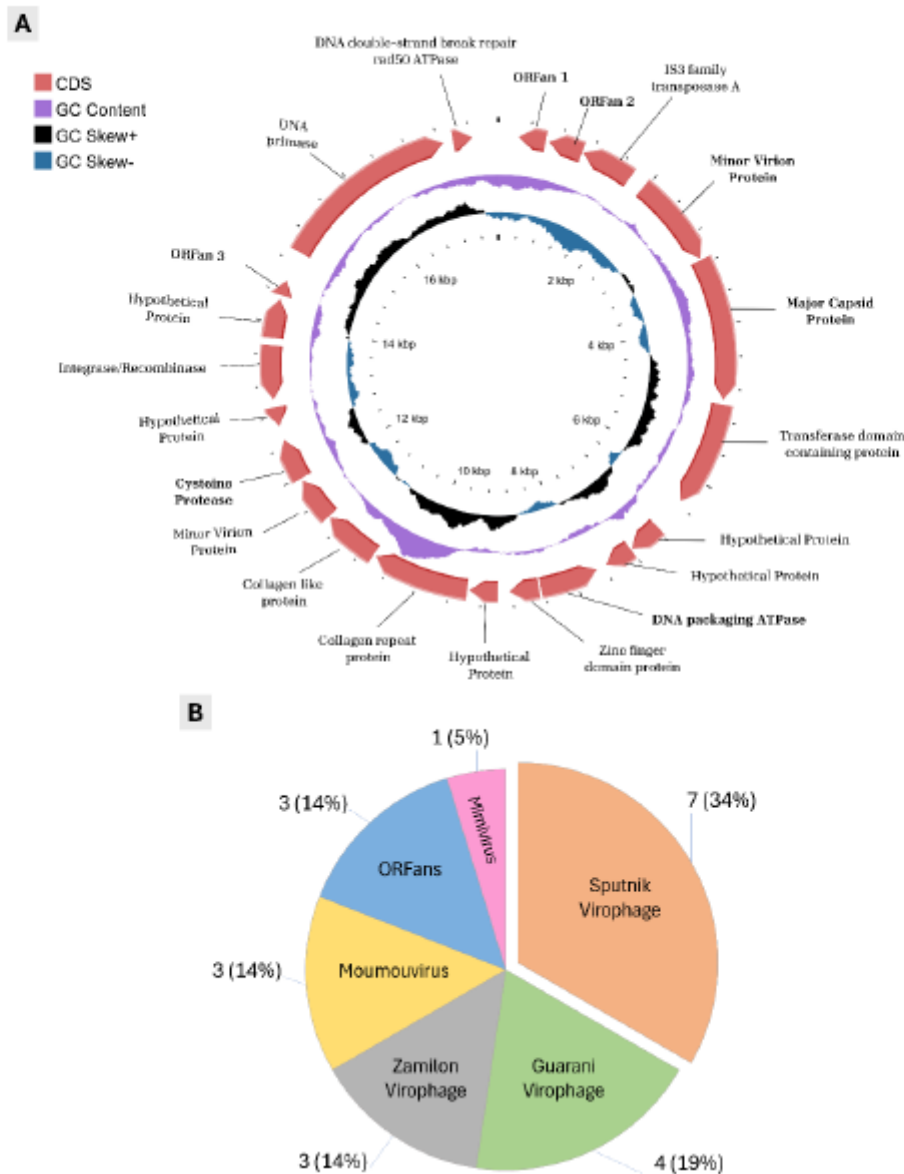 A
CDS
GC Content
GC Skew+
GC Skew-
DNA double-strand break repair
rad50 ATPase
ORFan 1
ORFan 2
IS3 family
transposase A
Minor Virion
Protein
Major Capsid
Protein
Transferase domain
containing protein
Hypothetical Protein
Hypothetical Protein
DNA packaging ATPase
Zinc finger
domain protein
Hypothetical
Protein
Collagen repeat
protein
Collagen like
protein
Minor Virion
Protein
Cysteine
Protease
Hypothetical
Protein
Integrase/Recombinase
Hypothetical
Protein
ORFan 3
DNA
primase
2 kbp
4 kbp
6 kbp
8 kbp
10 kbp
12 kbp
14 kbp
16 kbp
B
1 (5%)
7 (34%)
3 (14%)
Mimivirus
ORFans
Sputnik
Virophage
3 (14%)
Moumouvirus
Zamilon
Virophage
Guarani
Virophage
3 (14%)
4 (19%)